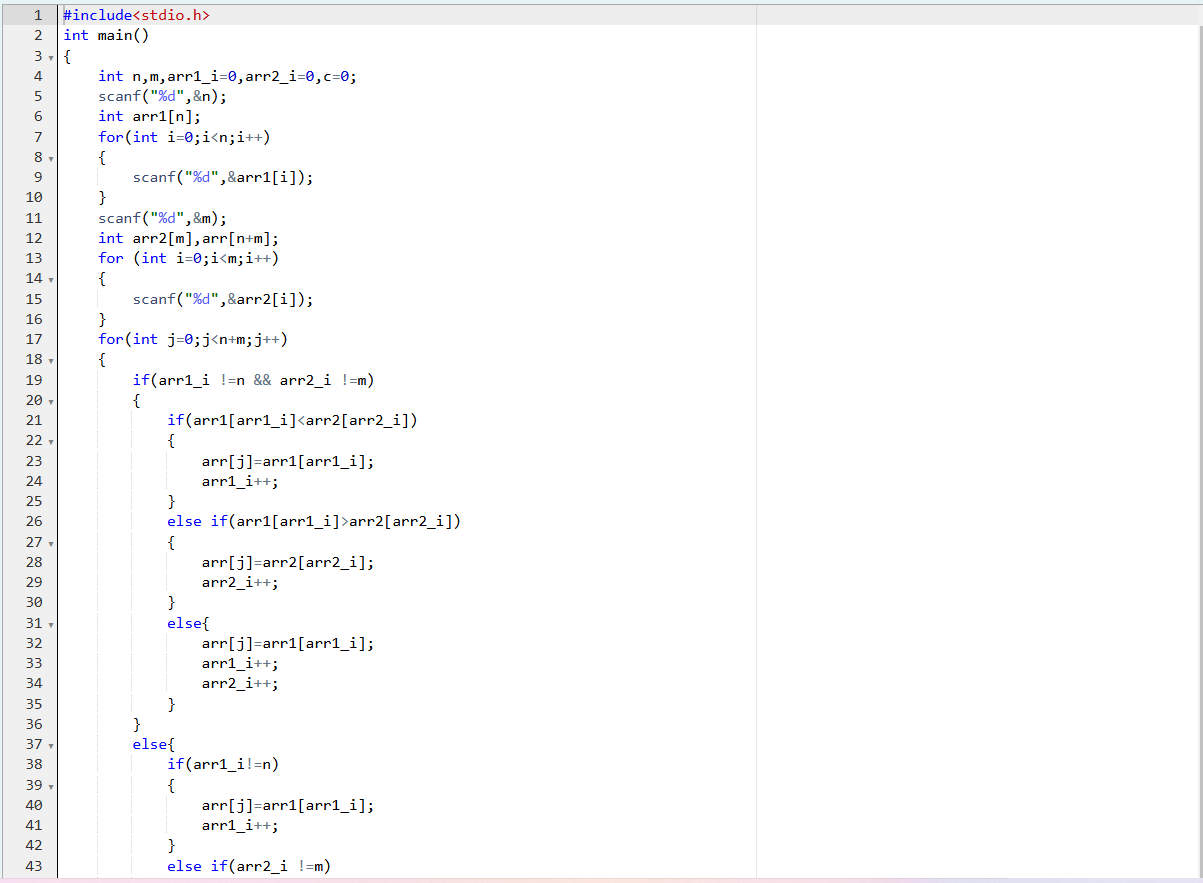 1 #include<stdio.h>
2 int main()
3 {
4     int n,m,arr1_i=0,arr2_i=0,c=0;
5     scanf("%d",&n);
6     int arr1[n];
7     for(int i=0;i<n;i++)
8     {
9         scanf("%d",&arr1[i]);
10     }
11     scanf("%d",&m);
12     int arr2[m],arr[n+m];
13     for (int i=0;i<m;i++)
14     {
15         scanf("%d",&arr2[i]);
16     }
17     for(int j=0;j<n+m;j++)
18     {
19         if(arr1_i !=n && arr2_i !=m)
20         {
21             if(arr1[arr1_i]<arr2[arr2_i])
22             {
23                 arr[j]=arr1[arr1_i];
24                 arr1_i++;
25             }
26             else if(arr1[arr1_i]>arr2[arr2_i])
27             {
28                 arr[j]=arr2[arr2_i];
29                 arr2_i++;
30             }
31             else{
32                 arr[j]=arr1[arr1_i];
33                 arr1_i++;
34                 arr2_i++;
35             }
36         }
37         else{
38             if(arr1_i!=n)
39             {
40                 arr[j]=arr1[arr1_i];
41                 arr1_i++;
42             }
43             else if(arr2_i !=m)